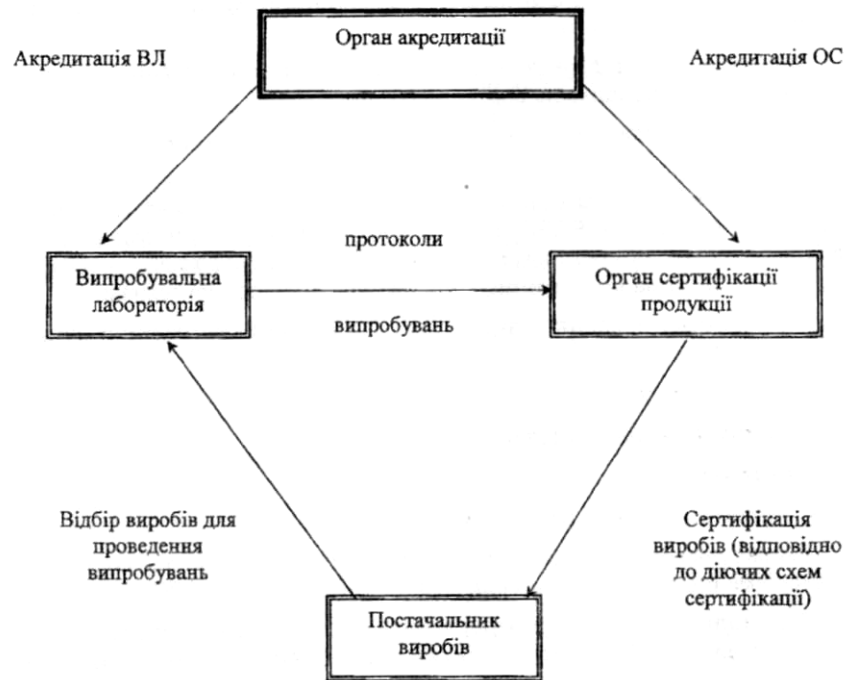 Орган акредитації
Акредитація ВЛ
Акредитація ОС
протоколи
Випробувальна
лабораторія
Орган сертифікації
продукції
випробувань
Відбір виробів для
проведення
випробувань
Сертифікація
виробів (відповідно
до діючих схем
сертифікації)
Постачальник
виробів